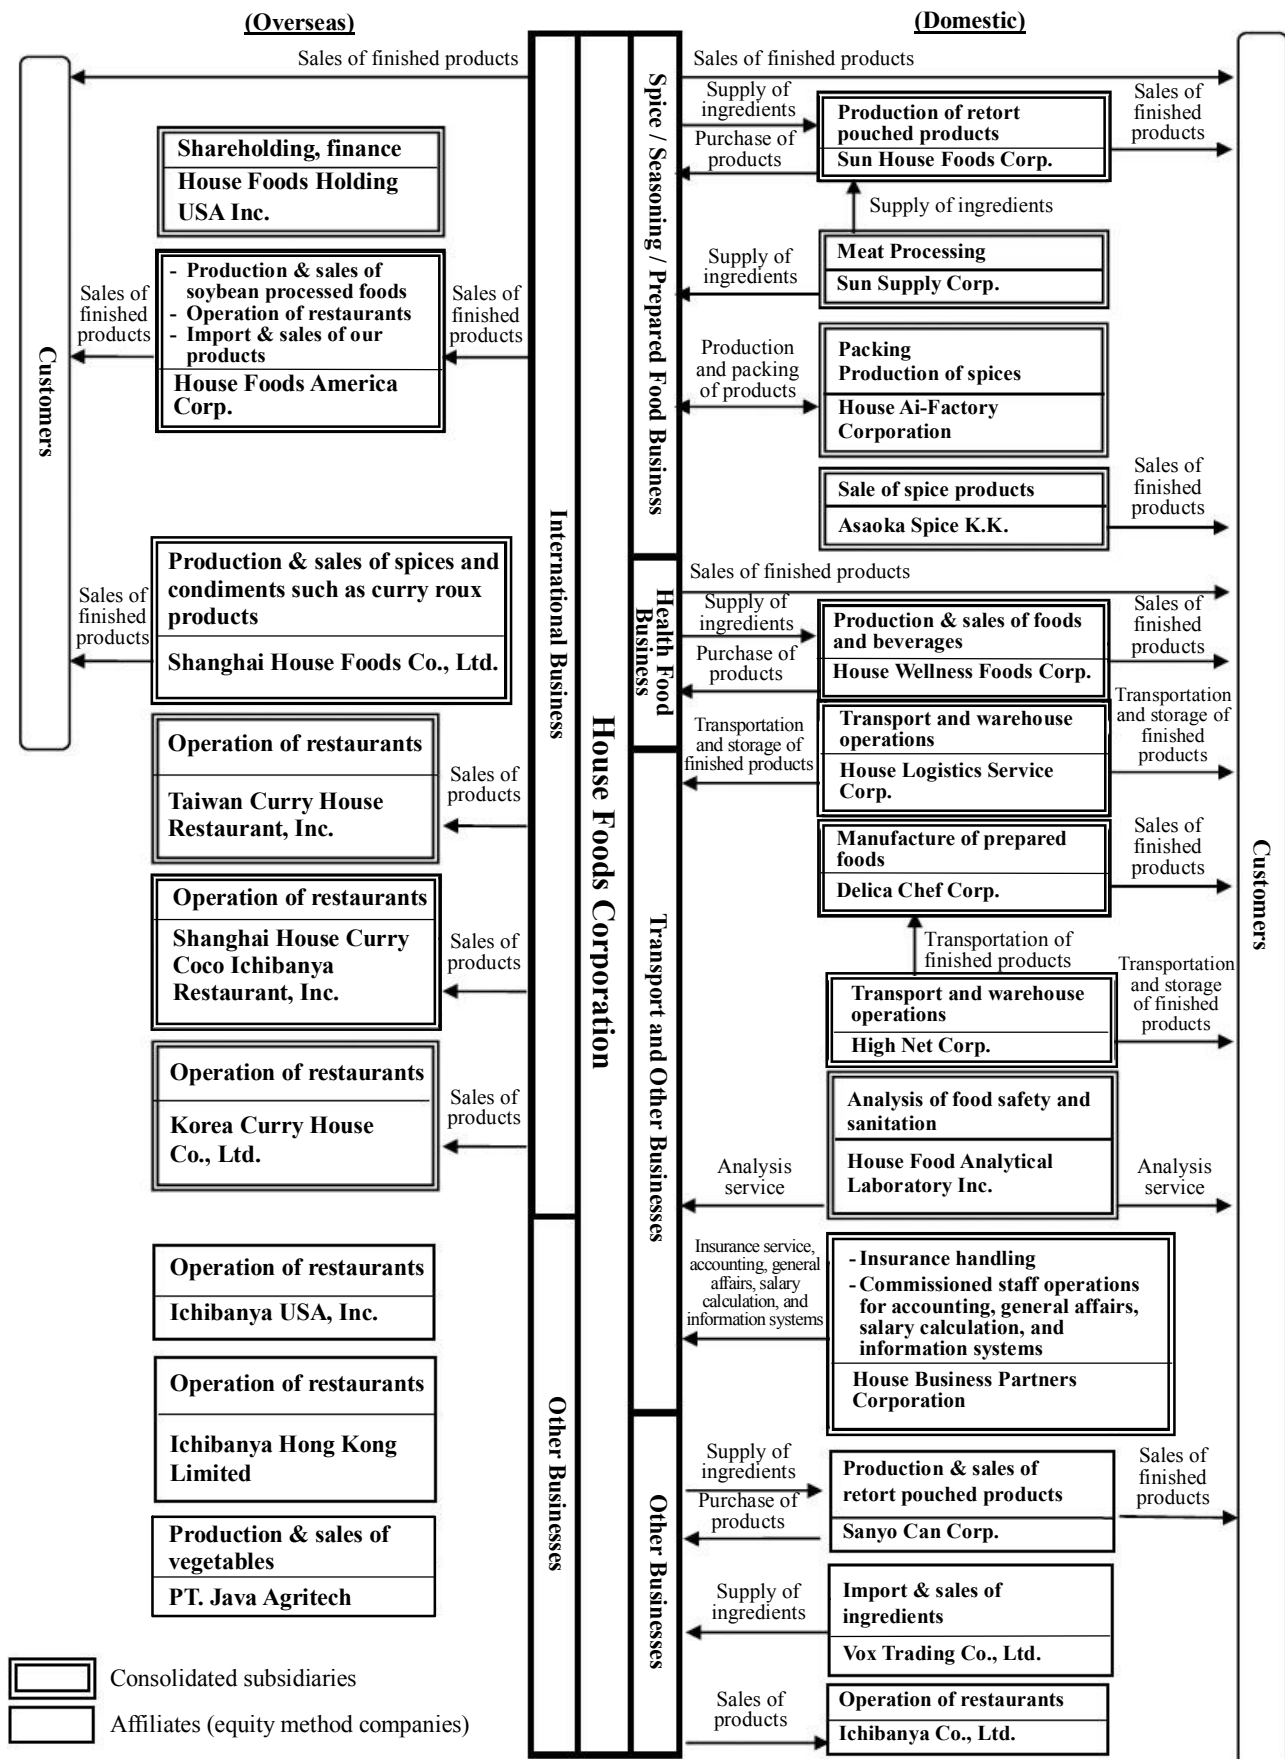 (Overseas)
(Domestic)
Customers
Sales of finished products
Shareholding, finance
House Foods Holding
USA Inc.
- Production & sales of
soybean processed foods
- Operation of restaurants
- Import & sales of our
products
House Foods America
Corp.
Sales of
finished
products
Sales of
finished
products
Production & sales of spices and
condiments such as curry roux
products
Shanghai House Foods Co., Ltd.
Sales of
finished
products
Operation of restaurants
Taiwan Curry House
Restaurant, Inc.
Sales of
products
Operation of restaurants
Shanghai House Curry
Coco Ichibanya
Restaurant, Inc.
Sales of
products
Operation of restaurants
Korea Curry House
Co., Ltd.
Sales of
products
Operation of restaurants
Ichibanya USA, Inc.
Operation of restaurants
Ichibanya Hong Kong
Limited
Production & sales of
vegetables
PT. Java Agritech
Consolidated subsidiaries
Affiliates (equity method companies)
International Business
Other Businesses
House Foods Corporation
Spice / Seasoning / Prepared Food Business
Health Food
Business
Transport and Other Businesses
Other Businesses
Sales of finished products
Supply of
ingredients
Purchase of
products
Production of retort
pouched products
Sun House Foods Corp.
Sales of
finished
products
Supply of ingredients
Supply of
ingredients
Meat Processing
Sun Supply Corp.
Production
and packing
of products
Packing
Production of spices
House Ai-Factory
Corporation
Sale of spice products
Asaoka Spice K.K.
Sales of
finished
products
Sales of finished products
Supply of
ingredients
Purchase of
products
Production & sales of foods
and beverages
House Wellness Foods Corp.
Sales of
finished
products
Transportation
and storage of
finished products
Transport and warehouse
operations
House Logistics Service
Corp.
Transportation
and storage of
finished
products
Manufacture of prepared
foods
Delica Chef Corp.
Sales of
finished
products
Transportation of
finished products
Transport and warehouse
operations
High Net Corp.
Transportation
and storage
of finished
products
Analysis of food safety and
sanitation
House Food Analytical
Laboratory Inc.
Analysis
service
Analysis
service
Insurance service,
accounting, general
affairs, salary
calculation, and
information systems
- Insurance handling
- Commissioned staff operations
for accounting, general affairs,
salary calculation, and
information systems
House Business Partners
Corporation
Supply of
ingredients
Purchase of
products
Production & sales of
retort pouched products
Sanyo Can Corp.
Sales of
finished
products
Supply of
ingredients
Import & sales of
ingredients
Vox Trading Co., Ltd.
Sales of
products
Operation of restaurants
Ichibanya Co., Ltd.
Customers